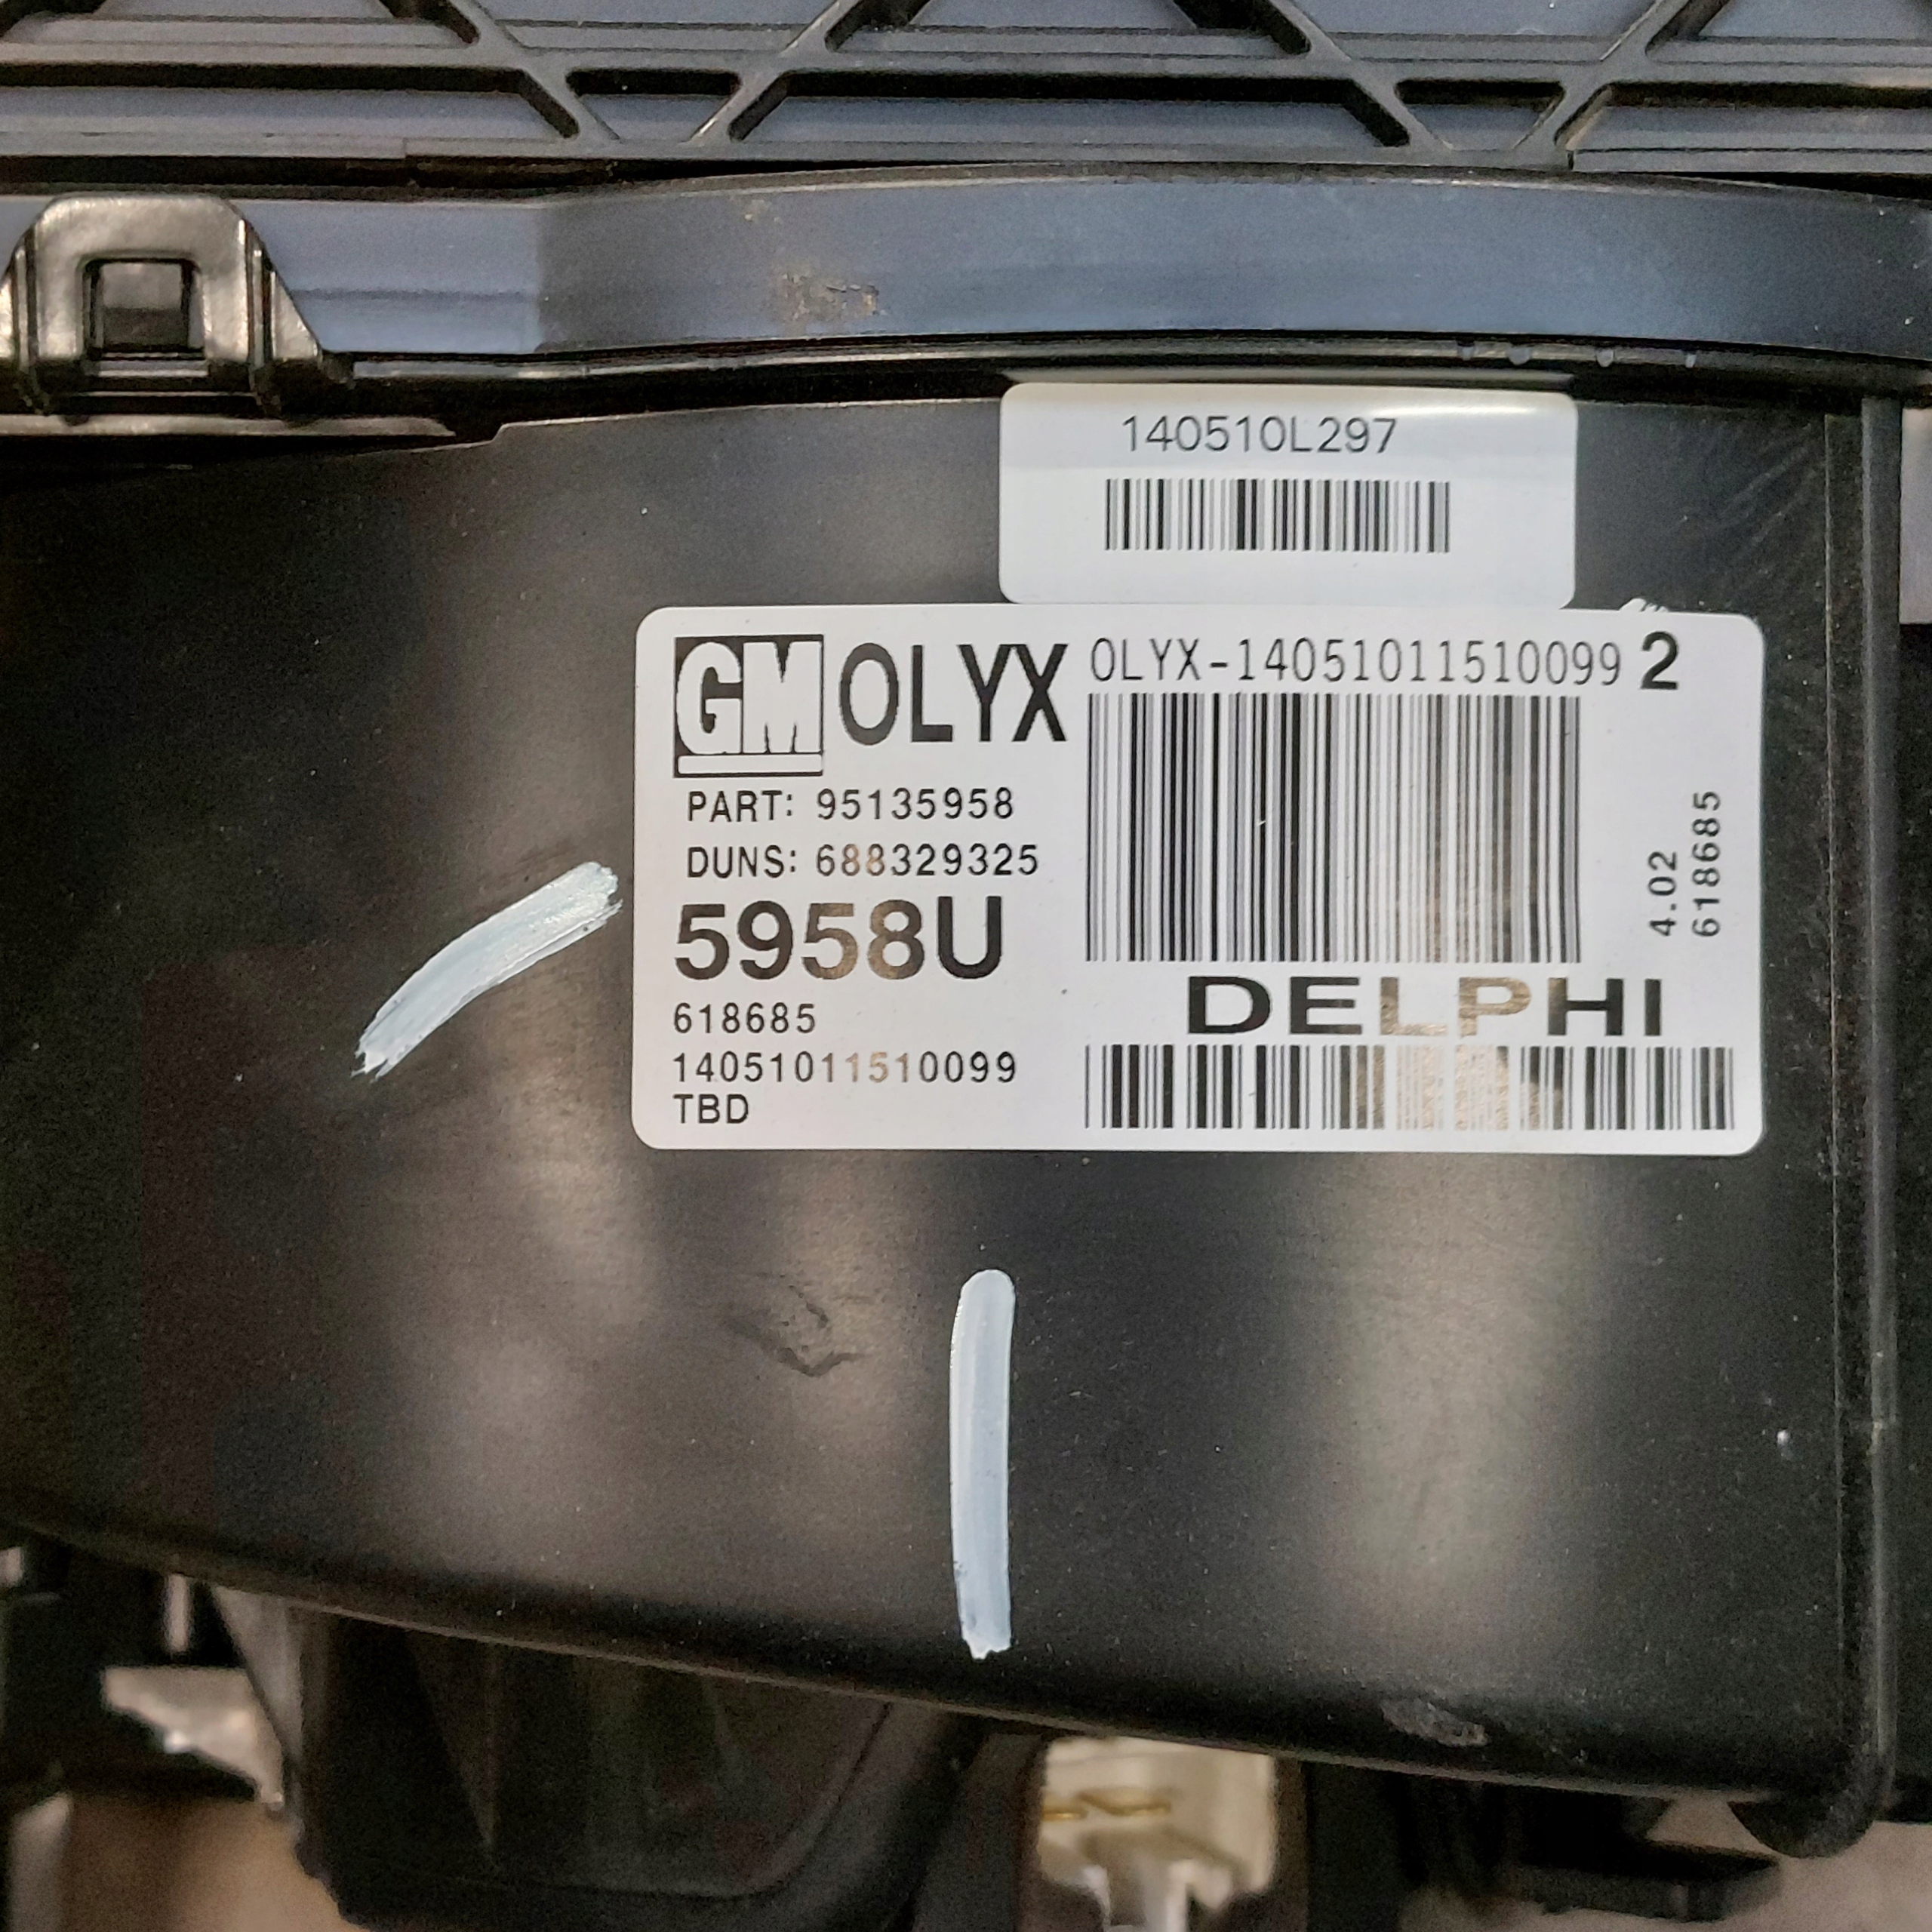 140510L297
GM OLYX OLYX-14051011510099 2
PART: 95135958
DUNS: 688329325
5958U
618685
14051011510099
TBD
DELPHI
4.02
618685